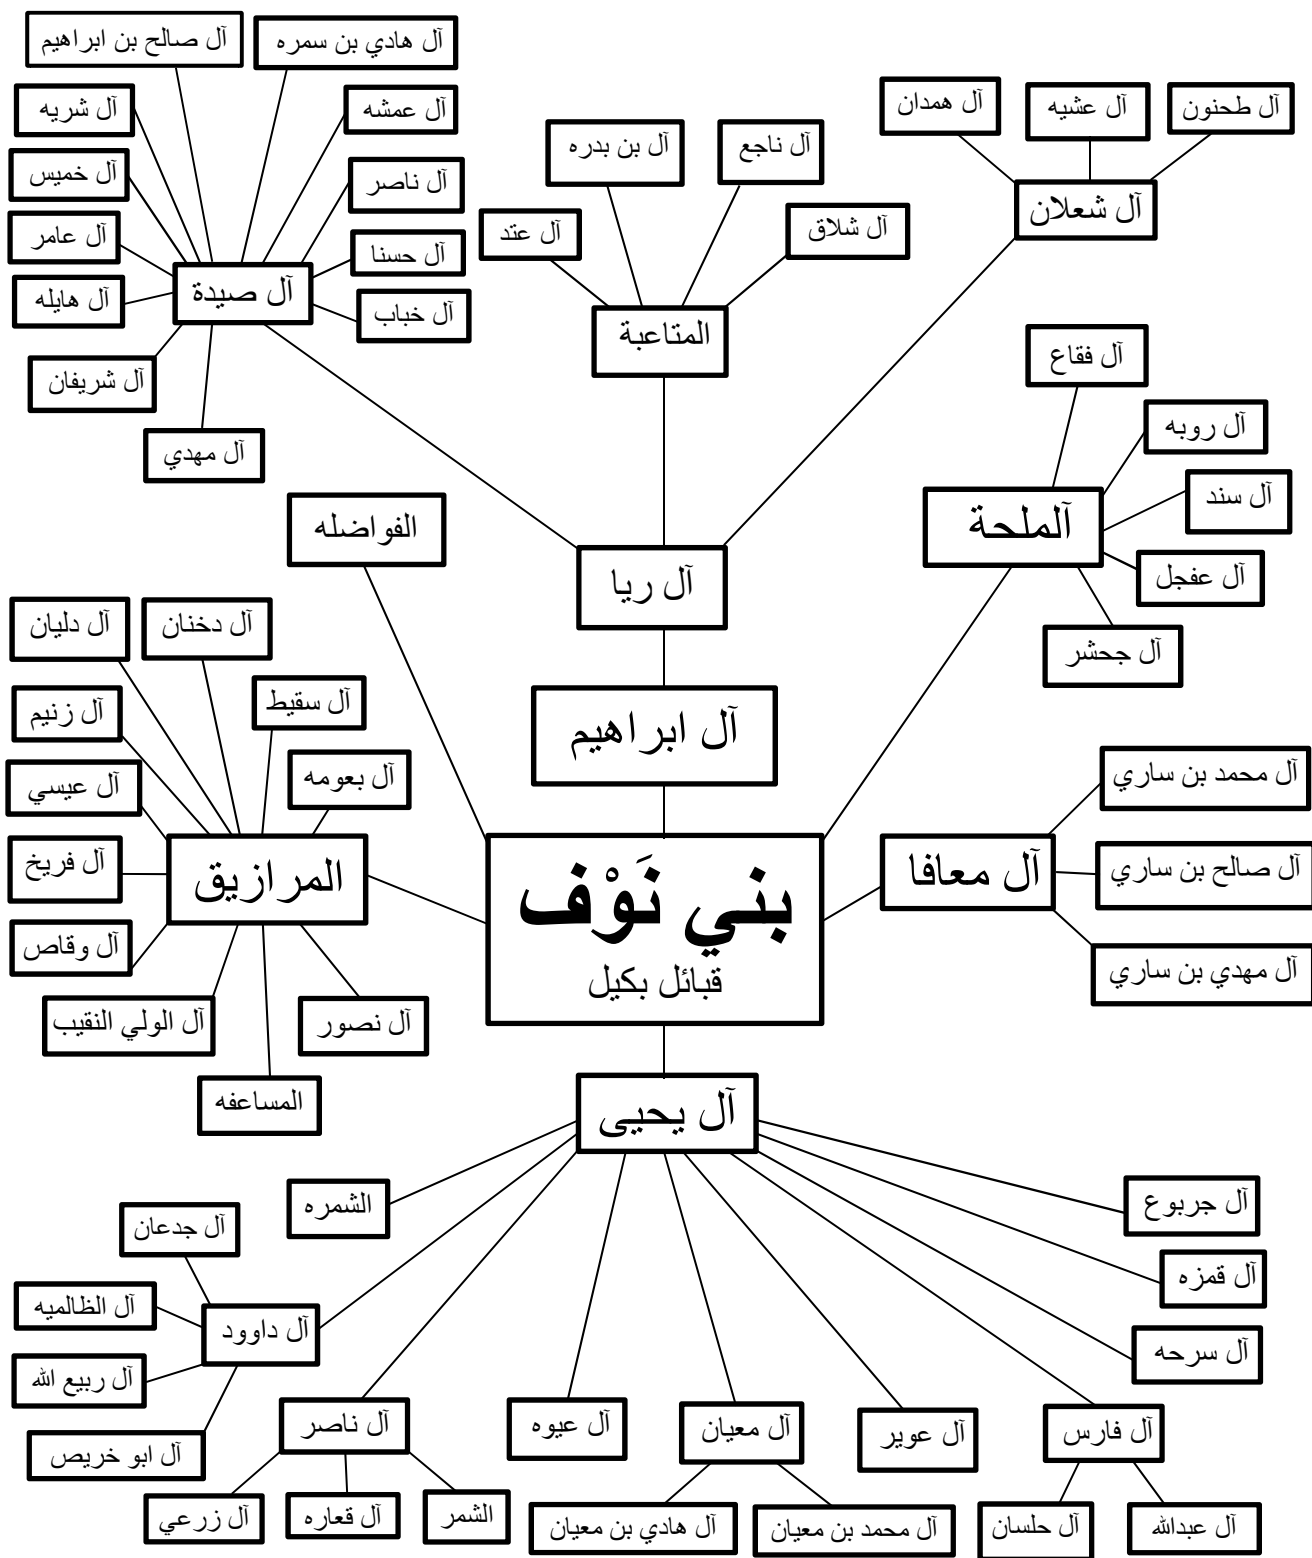 آل صالح بن ابراهيم
آل هادي بن سمره
آل شريه
آل عمشه
آل خميس
آل ناصر
آل عامر
آل حسنا
آل هايله
آل خباب
آل صيدة
آل شريفان
آل مهدي
آل بن بدره
آل ناجع
آل عتد
آل شلاق
المتاعبة
آل همدان
آل عشيه
آل طحنون
آل شعلان
آل فقاع
آل روبه
آل سند
آل عفجل
آل جحشر
آلملحة
الفواضله
آل ريا
آل ابراهيم
آل دليان
آل دخنان
آل زنيم
آل سقيط
آل عيسي
آل بعومه
آل فريخ
المرازيق
آل وقاص
آل الولي النقيب
آل نصور
المساعفه
بني نَوْف
قبائل بكيل
آل معافا
آل محمد بن ساري
آل صالح بن ساري
آل مهدي بن ساري
آل يحيى
الشمره
آل جدعان
آل الظالميه
آل داوود
آل ربيع الله
آل ابو خريص
آل ناصر
آل زرعي
آل قعاره
الشمر
آل عيوه
آل معيان
آل هادي بن معيان
آل محمد بن معيان
آل عوير
آل فارس
آل حلسان
آل عبدالله
آل سرحه
آل قمزه
آل جربوع